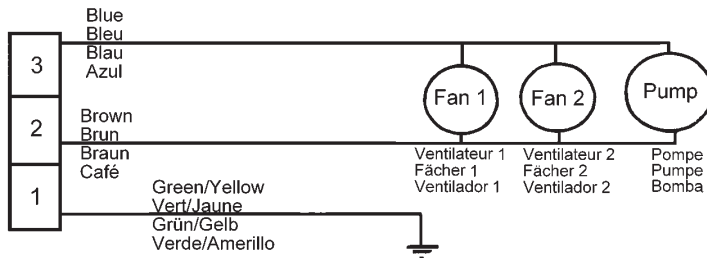 Blue
Bleu
Blau
Azul
3
2
1
Brown
Brun
Braun
Café
Green/Yellow
Vert/Jaune
Grün/Gelb
Verde/Amerillo
Fan 1
Fan 2
Pump
Ventilateur 1
Fächer 1
Ventilador 1
Ventilateur 2
Fächer 2
Ventilador 2
Pompe
Pumpe
Bomba